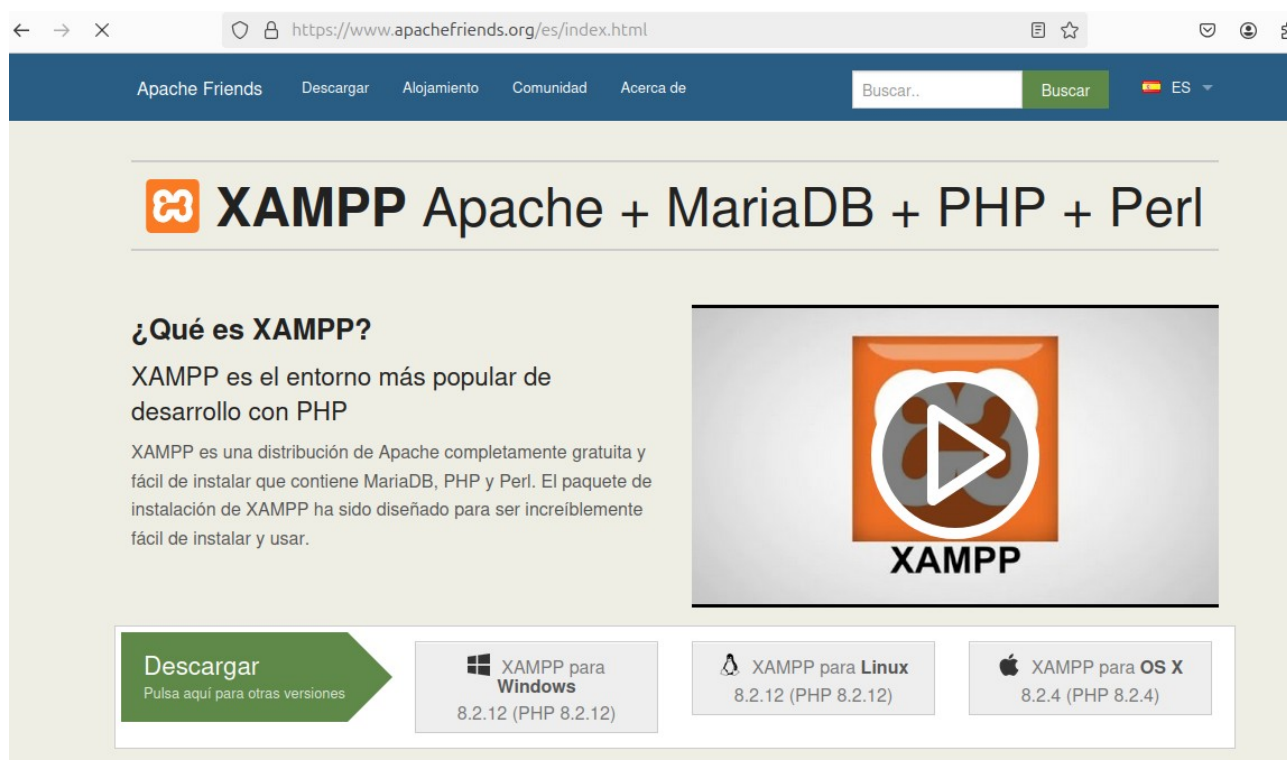 https://www.apachefriends.org/es/index.html
Apache Friends Descargar Alojamiento Comunidad Acerca de Buscar.. Buscar ES
XAMPP Apache + MariaDB + PHP + Perl
¿Qué es XAMPP?
XAMPP es el entorno más popular de
desarrollo con PHP
XAMPP es una distribución de Apache completamente gratuita y
fácil de instalar que contiene MariaDB, PHP y Perl. El paquete de
instalación de XAMPP ha sido diseñado para ser increíblemente
fácil de instalar y usar.
XAMPP
Descargar
Pulsa aquí para otras versiones
XAMPP para
Windows
8.2.12 (PHP 8.2.12)
XAMPP para Linux
8.2.12 (PHP 8.2.12)
XAMPP para OS X
8.2.4 (PHP 8.2.4)